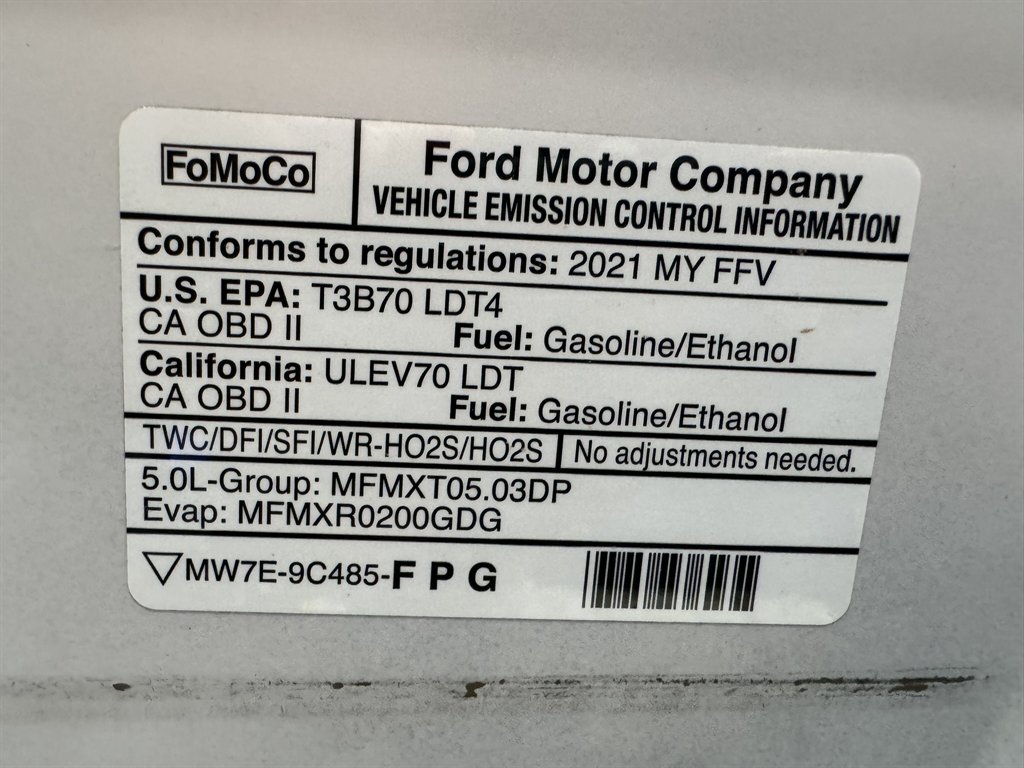 FoMoCo
Ford Motor Company
VEHICLE EMISSION CONTROL INFORMATION
Conforms to regulations: 2021 MY FFV
U.S. EPA: T3B70 LDT4
CA OBD II Fuel: Gasoline/Ethanol
California: ULEV70 LDT
CA OBD II Fuel: Gasoline/Ethanol
TWC/DFI/SFI/WR-HO2S/HO2S No adjustments needed.
5.0L-Group: MFMXT05.03DP
Evap: MFMXR0200GDG
MW7E-9C485-F P G